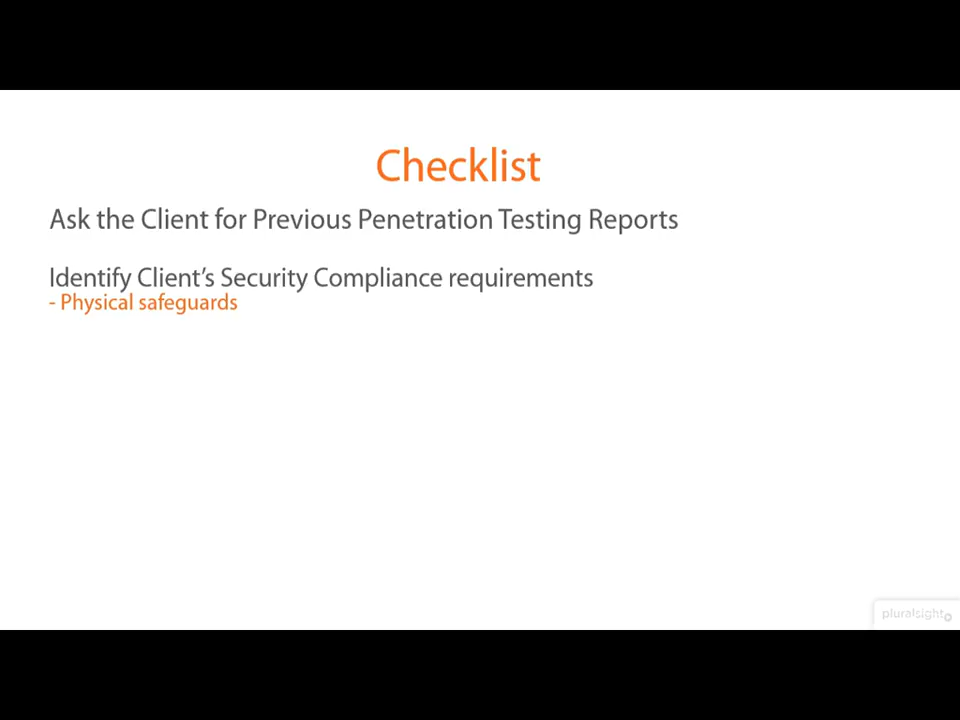 Checklist
Ask the Client for Previous Penetration Testing Reports
Identify Client's Security Compliance requirements
- Physical safeguards
pluralsight